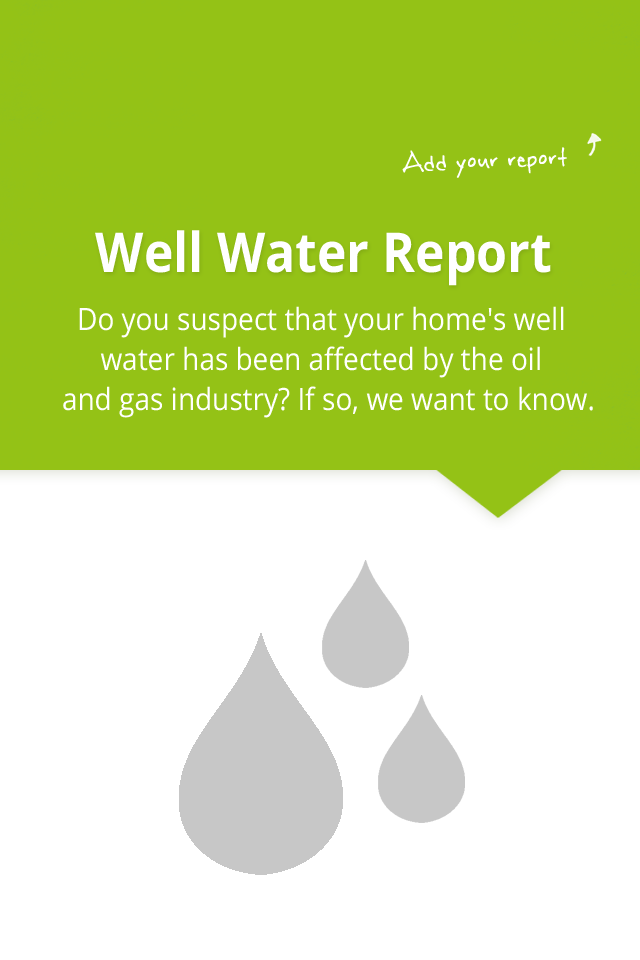 Add your report
Well Water Report
Do you suspect that your home's well
water has been affected by the oil
and gas industry? If so, we want to know.